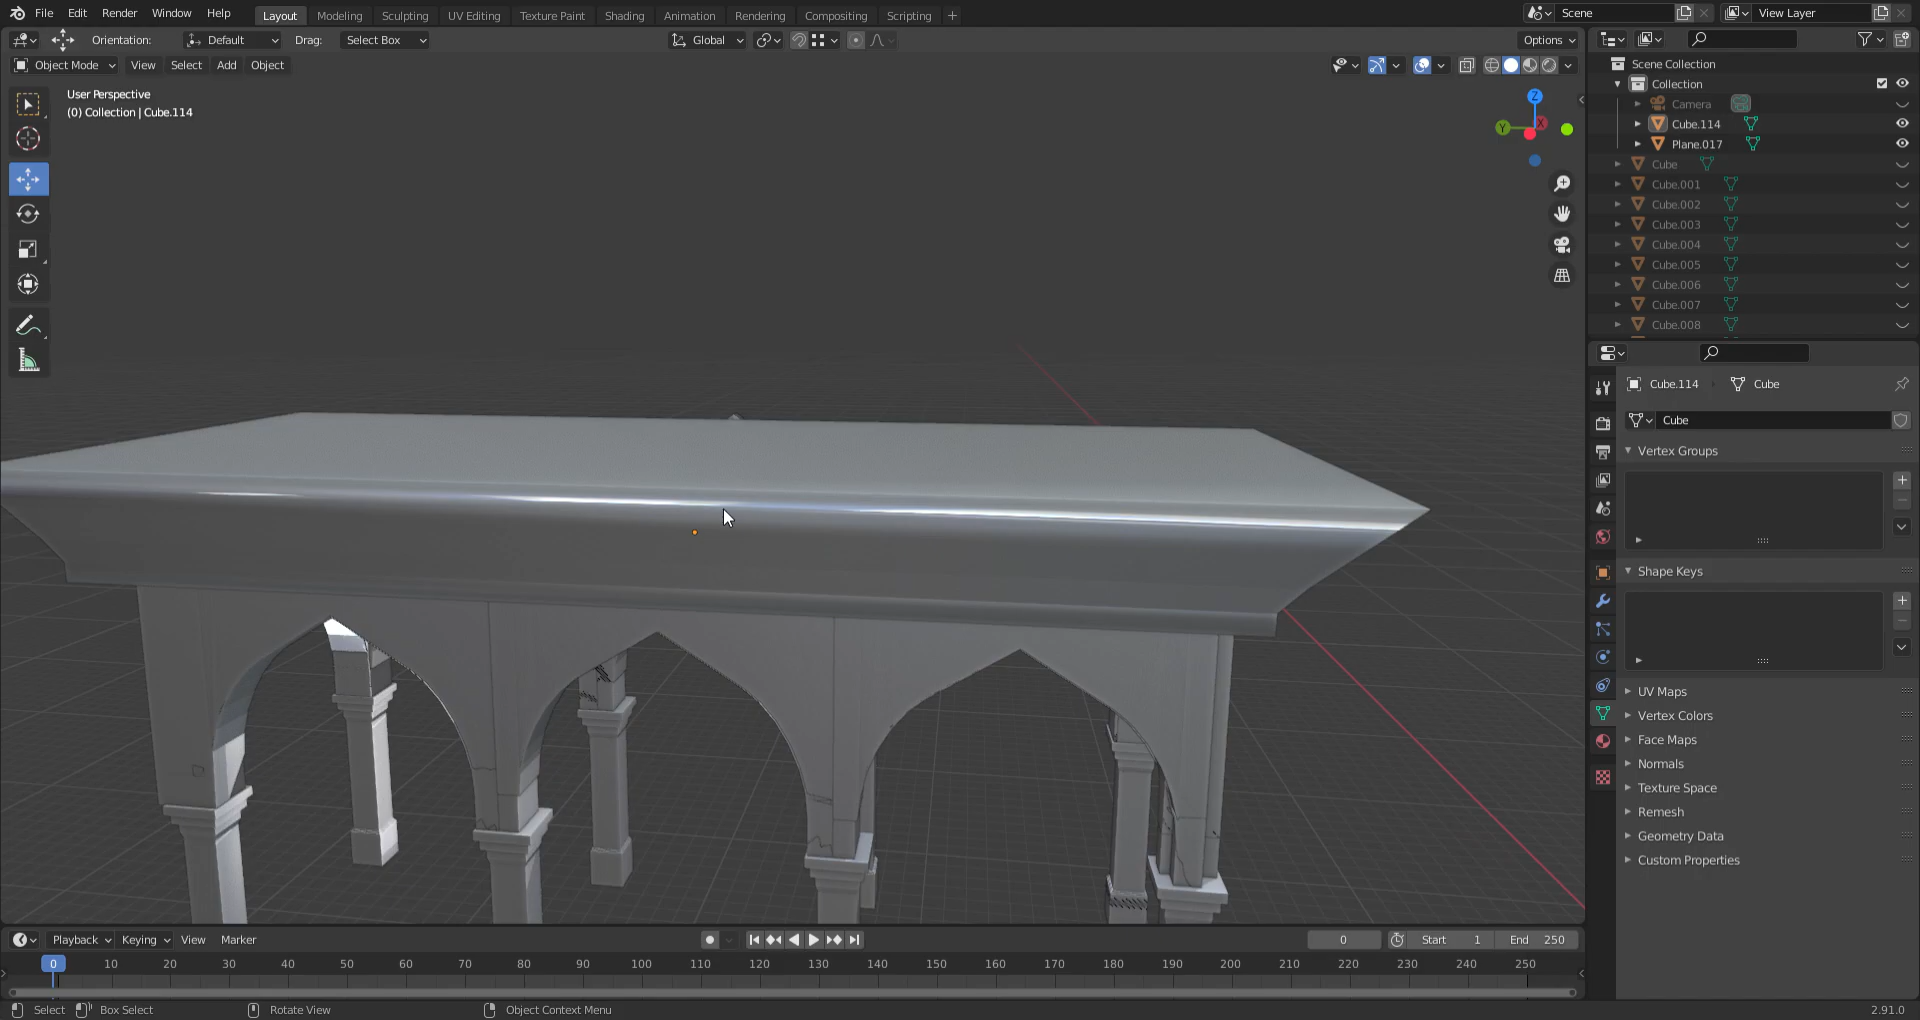 File Edit Render Window Help Layout Modeling Sculpting UV Editing Texture Paint Shading Animation Rendering Compositing Scripting + Scene View Layer
Orientation: Default Drag: Select Box Global Options
Object Mode View Select Add Object
User Perspective
(0) Collection | Cube.114
Z
Y X
Scene Collection
Collection
Camera
Cube.114
Plane.017
Cube
Cube.001
Cube.002
Cube.003
Cube.004
Cube.005
Cube.006
Cube.007
Cube.008
Cube.114 Cube
Cube
Vertex Groups
Shape Keys
UV Maps
Vertex Colors
Face Maps
Normals
Texture Space
Remesh
Geometry Data
Custom Properties
Playback Keying View Marker 0 Start 1 End 250
0 10 20 30 40 50 60 70 80 90 100 110 120 130 140 150 160 170 180 190 200 210 220 230 240 250
Select Box Select Rotate View Object Context Menu 2.91.0